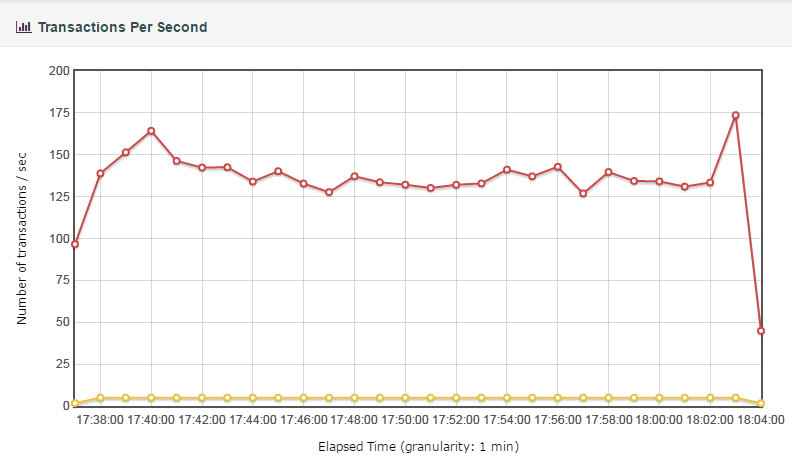 Transactions Per Second
200
175
150
125
100
75
50
25
0
Number of transactions / sec
17:38:00 17:40:00 17:42:00 17:44:00 17:46:00 17:48:00 17:50:00 17:52:00 17:54:00 17:56:00 17:58:00 18:00:00 18:02:00 18:04:00
Elapsed Time (granularity: 1 min)